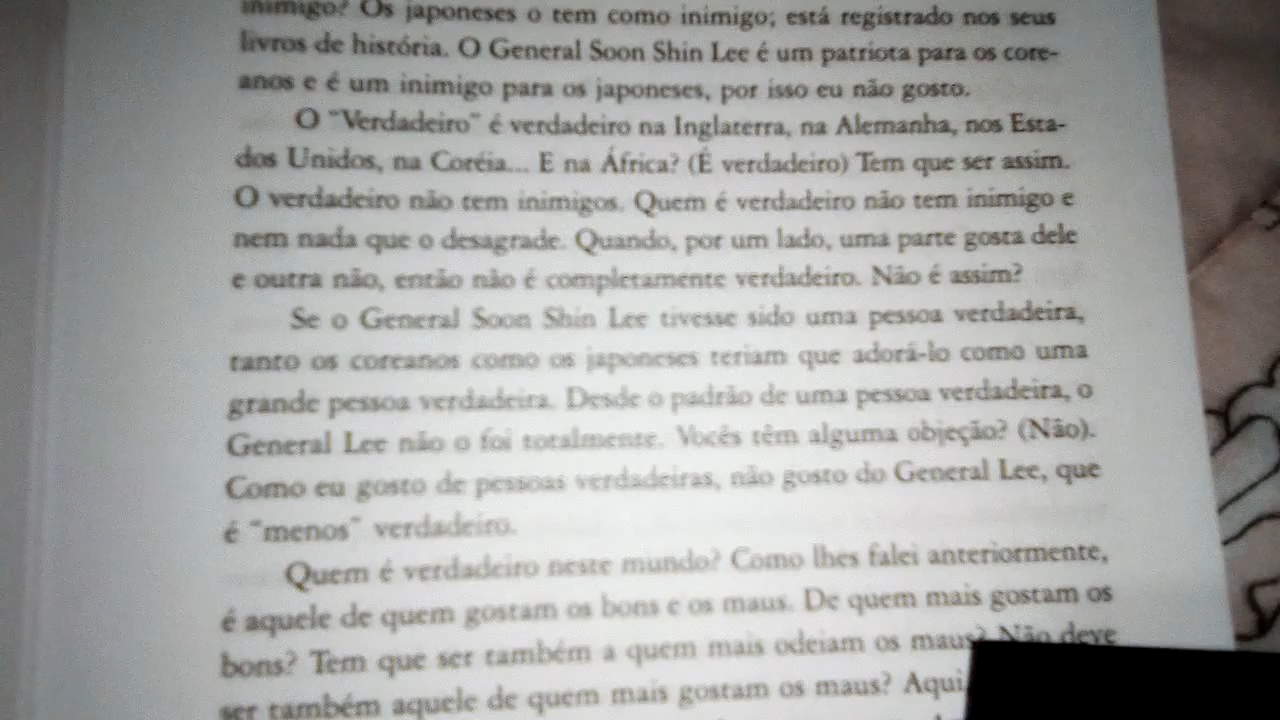 inimigo? Os japoneses o tem como inimigo; está registrado nos seus
livros de história. O General Soon Shin Lee é um patriota para os core-
anos e é um inimigo para os japoneses, por isso eu não gosto.
O "Verdadeiro" é verdadeiro na Inglaterra, na Alemanha, nos Esta-
dos Unidos, na Coréia... E na África? (É verdadeiro) Tem que ser assim.
O verdadeiro não tem inimigos. Quem é verdadeiro não tem inimigo e
nem nada que o desagrade. Quando, por um lado, uma parte gosta dele
e outra não, então não é completamente verdadeiro. Não é assim?
Se o General Soon Shin Lee tivesse sido uma pessoa verdadeira,
tanto os coreanos como os japoneses teriam que adorá-lo como uma
grande pessoa verdadeira. Desde o padrão de uma pessoa verdadeira, o
General Lee não o foi totalmente. Vocês têm alguma objeção? (Não).
Como eu gosto de pessoas verdadeiras, não gosto do General Lee, que
é "menos" verdadeiro.
Quem é verdadeiro neste mundo? Como lhes falei anteriormente,
é aquele de quem gostam os bons e os maus. De quem mais gostam os
bons? Tem que ser também a quem mais odeiam os maus? Não deve
ser também aquele de quem mais gostam os maus? Aqui